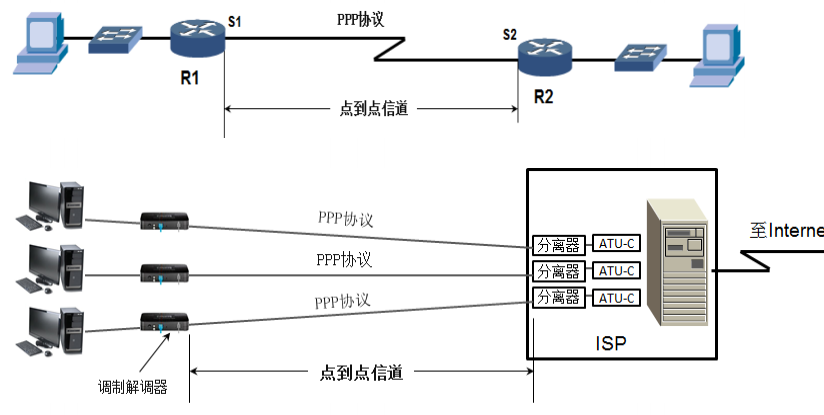 PPP协议
S1
S2
R1
R2
点到点信道
PPP协议
PPP协议
PPP协议
分离器
ATU-C
分离器
ATU-C
分离器
ATU-C
至Internet
ISP
调制解调器
点到点信道